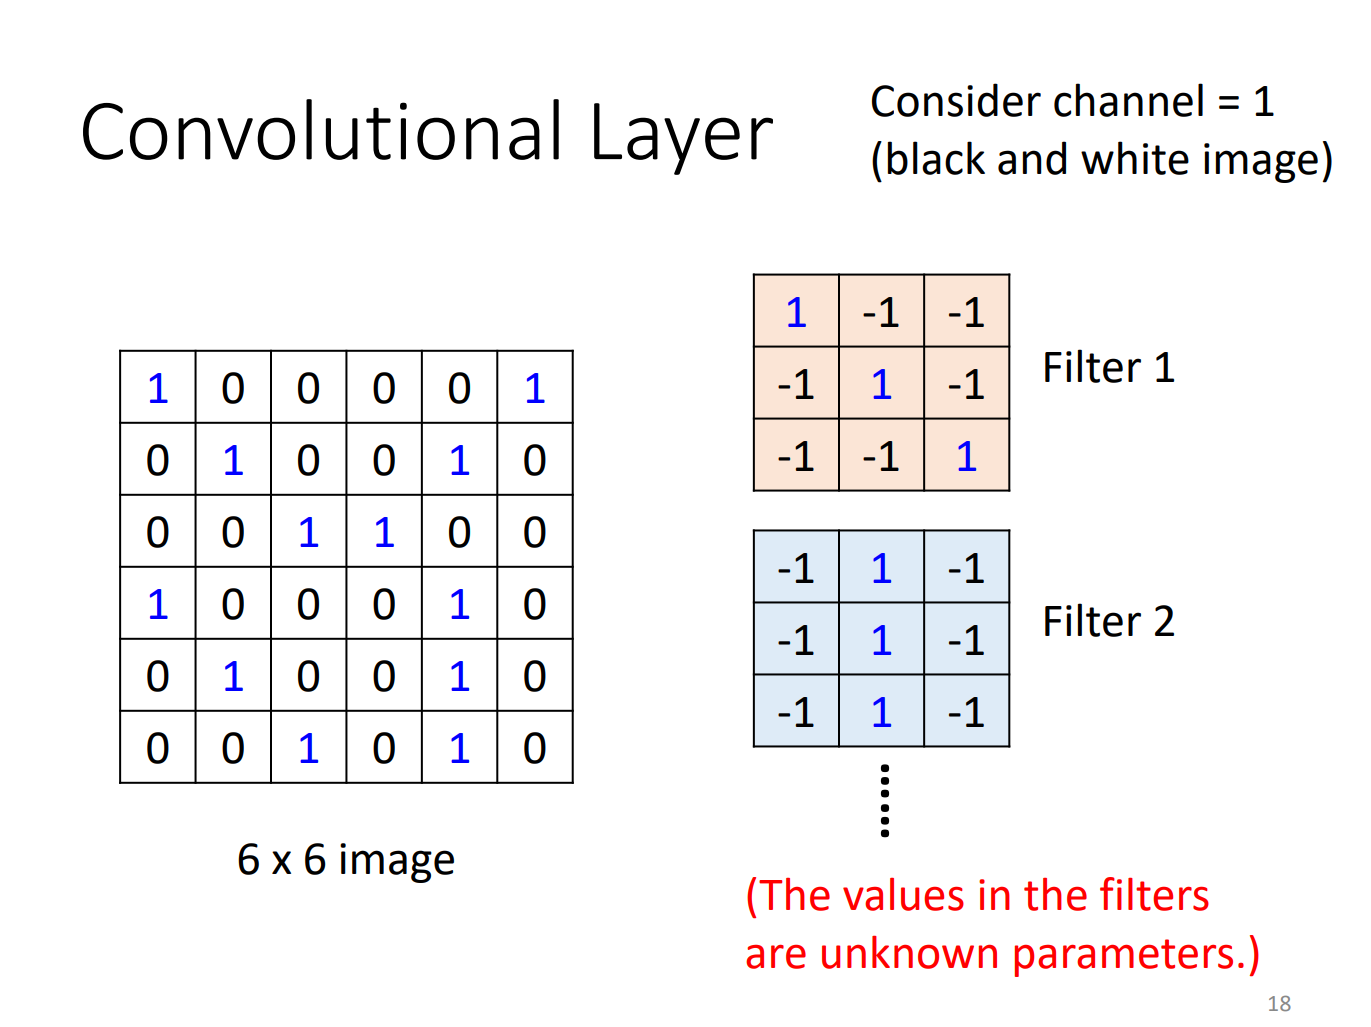 Convolutional Layer
Consider channel = 1
(black and white image)
1 0 0 0 0 1
0 1 0 0 1 0
0 0 1 1 0 0
1 0 0 0 1 0
0 1 0 0 1 0
0 0 1 0 1 0
6 x 6 image
1 -1 -1
-1 1 -1
-1 -1 1
Filter 1
-1 1 -1
-1 1 -1
-1 1 -1
Filter 2
(The values in the filters
are unknown parameters.)
18